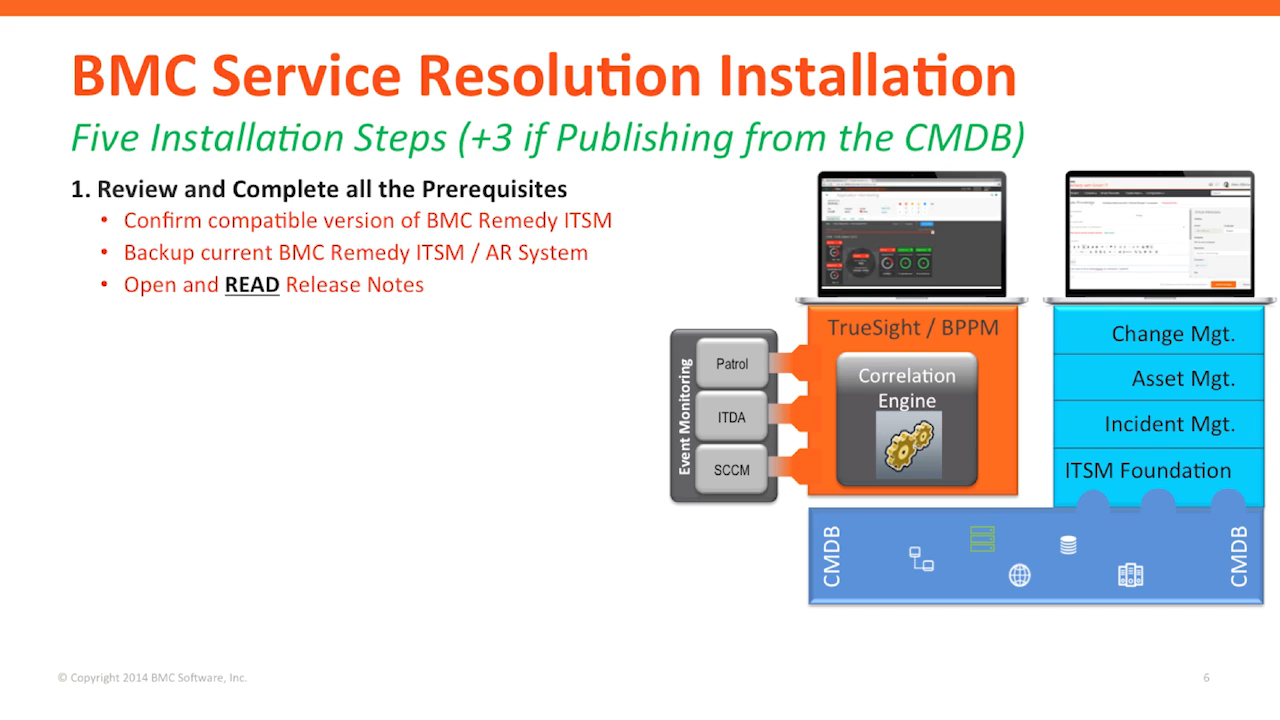 BMC Service Resolution Installation
Five Installation Steps (+3 if Publishing from the CMDB)
1. Review and Complete all the Prerequisites
• Confirm compatible version of BMC Remedy ITSM
• Backup current BMC Remedy ITSM / AR System
• Open and READ Release Notes
Event Monitoring
Patrol
ITDA
SCCM
TrueSight / BPPM
Correlation
Engine
Change Mgt.
Asset Mgt.
Incident Mgt.
ITSM Foundation
CMDB
CMDB
© Copyright 2014 BMC Software, Inc.
6